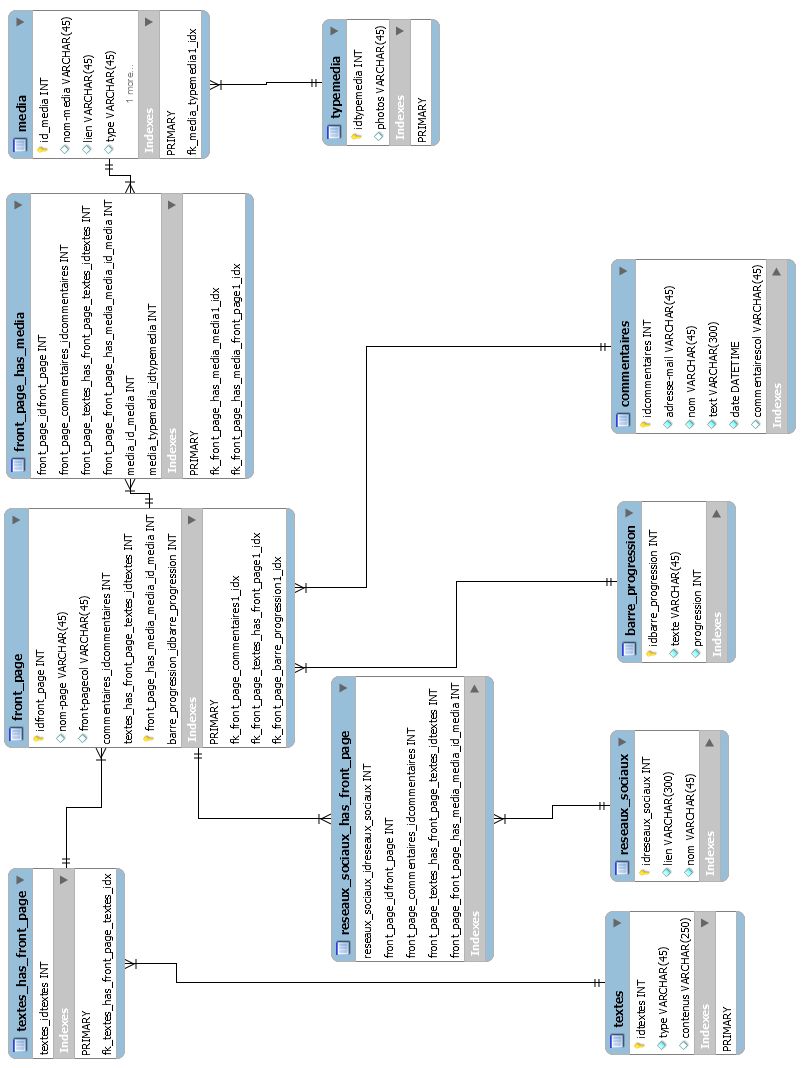 textes_has_front_page
textes_idtextes INT
Indexes
PRIMARY
fk_textes_has_front_page_textes_idx
front_page
idfront_page INT
nom-page VARCHAR(45)
front-pagecol VARCHAR(45)
commentaires_idcommentaires INT
textes_has_front_page_textes_idtextes INT
front_page_has_media_media_id_media INT
barre_progression_idbarre_progression INT
Indexes
PRIMARY
fk_front_page_commentaires1_idx
fk_front_page_textes_has_front_page1_idx
fk_front_page_barre_progression1_idx
front_page_has_media
front_page_idfront_page INT
front_page_commentaires_idcommentaires INT
front_page_textes_has_front_page_textes_idtextes INT
front_page_front_page_has_media_media_id_media INT
media_id_media INT
media_typemedia_idtypemedia INT
Indexes
PRIMARY
fk_front_page_has_media_media1_idx
fk_front_page_has_media_front_page1_idx
media
id_media INT
nom-media VARCHAR(45)
lien VARCHAR(45)
type VARCHAR(45)
1 more...
Indexes
PRIMARY
fk_media_typemedia1_idx
reseaux_sociaux_has_front_page
reseaux_sociaux_idreseaux_sociaux INT
front_page_idfront_page INT
front_page_commentaires_idcommentaires INT
front_page_textes_has_front_page_textes_idtextes INT
front_page_front_page_has_media_media_id_media INT
Indexes
typemedia
idtypemedia INT
photos VARCHAR(45)
Indexes
PRIMARY
textes
idtextes INT
type VARCHAR(45)
contenus VARCHAR(250)
Indexes
PRIMARY
reseaux_sociaux
idreseaux_sociaux INT
lien VARCHAR(300)
nom VARCHAR(45)
Indexes
barre_progression
idbarre_progression INT
texte VARCHAR(45)
progression INT
Indexes
commentaires
idcommentaires INT
adresse-mail VARCHAR(45)
nom VARCHAR(45)
text VARCHAR(300)
date DATETIME
commentairescol VARCHAR(45)
Indexes